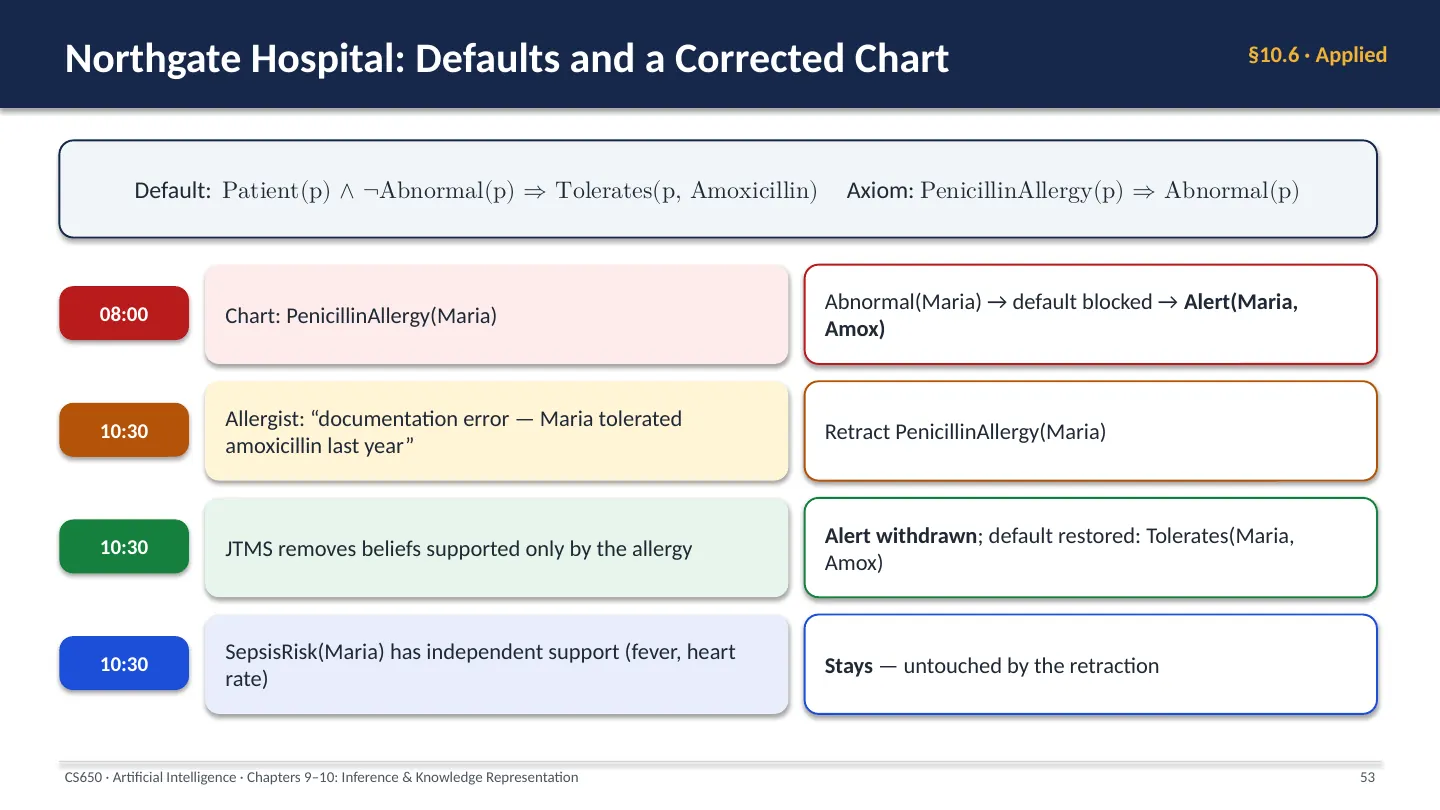 Northgate Hospital: Defaults and a Corrected Chart
§10.6 · Applied
Default: Patient(p) ∧ ¬Abnormal(p) ⇒ Tolerates(p, Amoxicillin) Axiom: PenicillinAllergy(p) ⇒ Abnormal(p)
08:00
Chart: PenicillinAllergy(Maria)
Abnormal(Maria) → default blocked → Alert(Maria,
Amox)
10:30
Allergist: “documentation error — Maria tolerated
amoxicillin last year”
Retract PenicillinAllergy(Maria)
10:30
JTMS removes beliefs supported only by the allergy
Alert withdrawn; default restored: Tolerates(Maria,
Amox)
10:30
SepsisRisk(Maria) has independent support (fever, heart
rate)
Stays — untouched by the retraction
CS650 · Artificial Intelligence · Chapters 9–10: Inference & Knowledge Representation
53